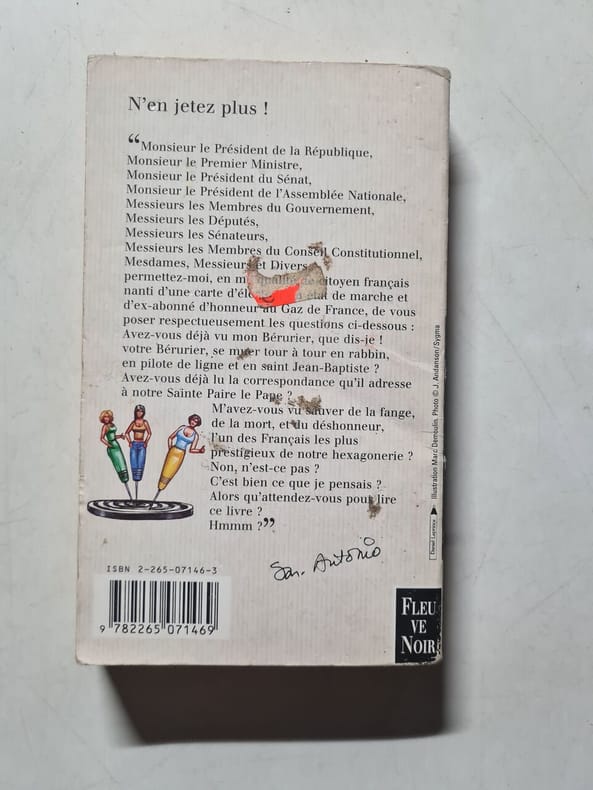 N'en jetez plus !
“Monsieur le Président de la République,
Monsieur le Premier Ministre,
Monsieur le Président du Sénat,
Monsieur le Président de l'Assemblée Nationale,
Messieurs les Membres du Gouvernement,
Messieurs les Députés,
Messieurs les Sénateurs,
Messieurs les Membres du Conseil Constitutionnel,
Mesdames, Messieurs et Divers
permettez-moi, en qualité de citoyen français
nanti d'une carte état de marche et
d'ex-abonné d'honneur au Gaz de France, de vous
poser respectueusement les questions ci-dessous :
Avez-vous déjà vu mon Bérurier, que dis-je !
votre Bérurier, se muer tour à tour en rabbin,
en pilote de ligne et en saint Jean-Baptiste ?
Avez-vous déjà lu la correspondance qu'il adresse
à notre Sainte Paire le Pape ?
M'avez-vous vu sauver de la fange,
de la mort, et du déshonneur,
l'un des Français les plus
prestigieux de notre hexagonerie ?
Non, n'est-ce pas ?
C'est bien ce que je pensais ?
Alors qu'attendez-vous pour lire
ce livre ?
Hmmm ?”
San-Antonio
ISBN 2-265-07146-3
9 782265 071469
FLEU
VE
NOIR
Illustration Marc Demoulin. Photo © J. Andanson/Sygma